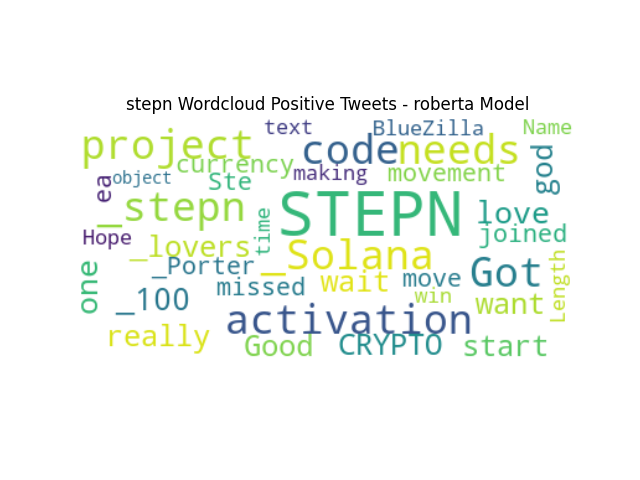 stepn Wordcloud Positive Tweets - roberta Model
text BlueZilla Name
project code needs
currency god
making movement
object Ste ea
_stepn STEPN love
time joined
Hope _lovers _Solana
_Porter Got
one missed wait move Length
_100 win want
activation
really Good CRYPTO start